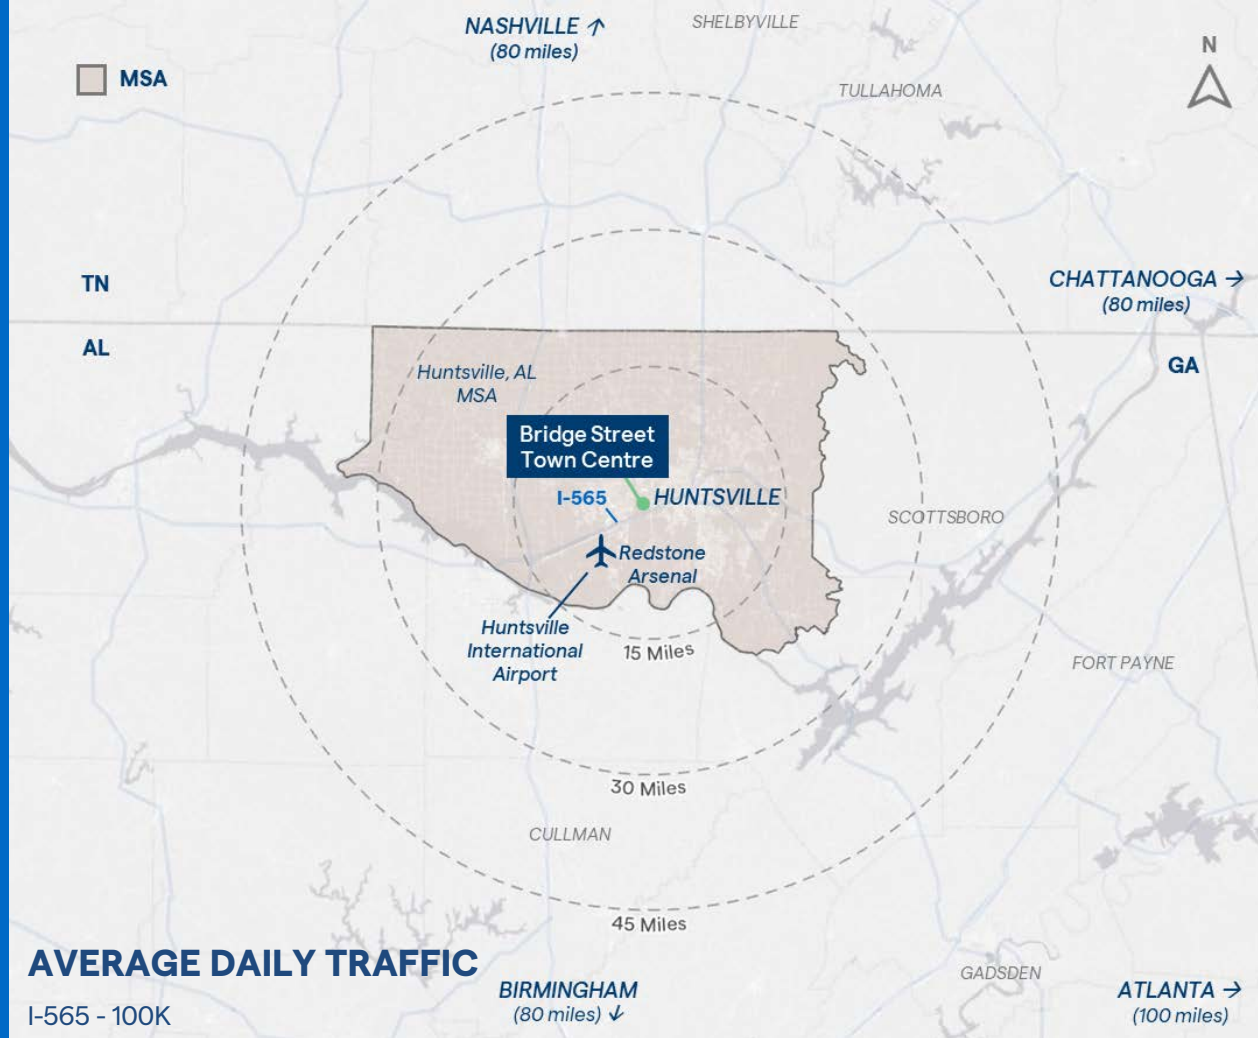 NASHVILLE ↑
(80 miles)
SHELBYVILLE
N
MSA
TULLAHOMA
TN
CHATTANOOGA →
(80 miles)
AL
GA
Huntsville, AL
MSA
Bridge Street
Town Centre
I-565
HUNTSVILLE
SCOTTSBORO
Redstone
Arsenal
Huntsville
International
Airport
15 Miles
FORT PAYNE
30 Miles
CULLMAN
45 Miles
AVERAGE DAILY TRAFFIC
I-565 - 100K
BIRMINGHAM
(80 miles) ↓
GADSDEN
ATLANTA →
(100 miles)